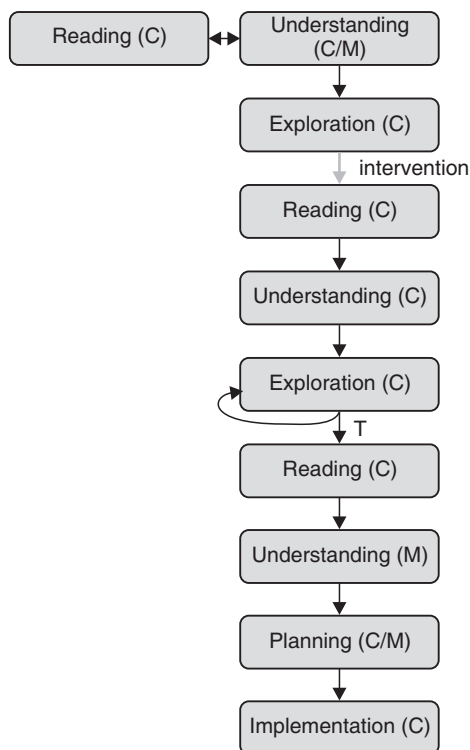 Reading (C)
Understanding
(C/M)
Exploration (C)
intervention
Reading (C)
Understanding (C)
Exploration (C)
T
Reading (C)
Understanding (M)
Planning (C/M)
Implementation (C)